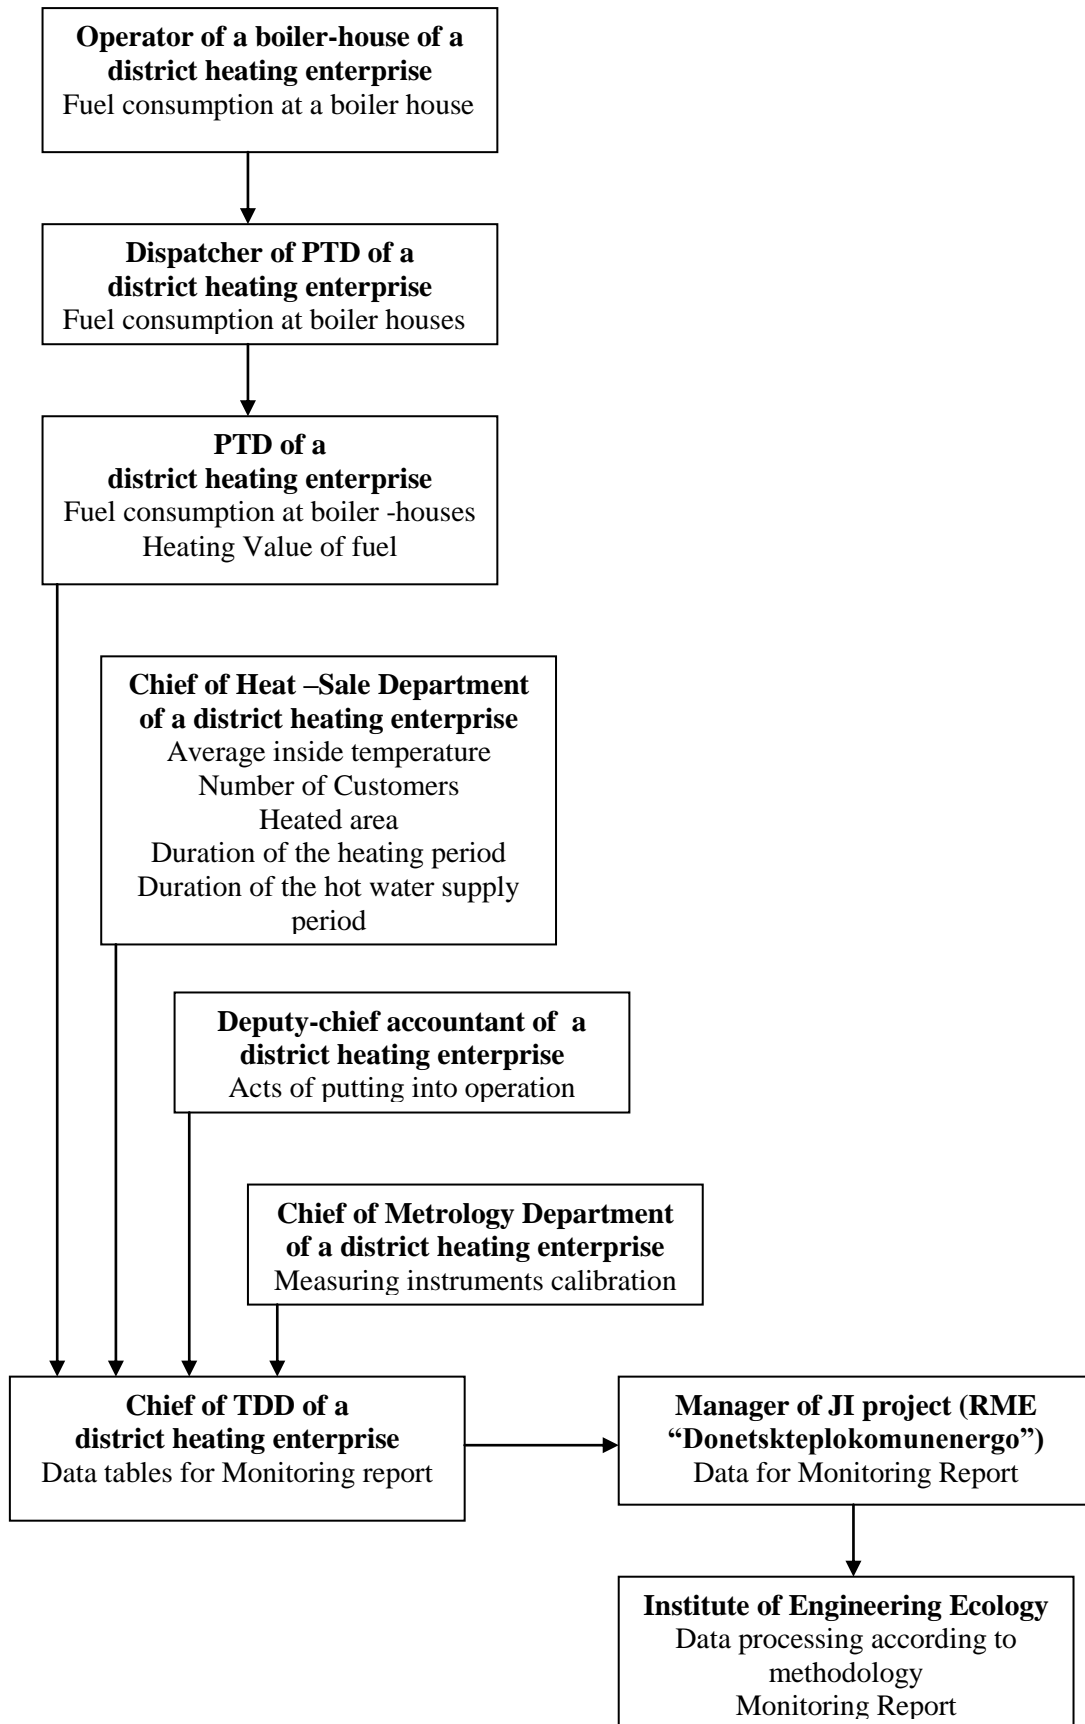 Operator of a boiler-house of a
district heating enterprise
Fuel consumption at a boiler house
Dispatcher of PTD of a
district heating enterprise
Fuel consumption at boiler houses
PTD of a
district heating enterprise
Fuel consumption at boiler -houses
Heating Value of fuel
Chief of Heat –Sale Department
of a district heating enterprise
Average inside temperature
Number of Customers
Heated area
Duration of the heating period
Duration of the hot water supply
period
Deputy-chief accountant of a
district heating enterprise
Acts of putting into operation
Chief of Metrology Department
of a district heating enterprise
Measuring instruments calibration
Chief of TDD of a
district heating enterprise
Data tables for Monitoring report
Manager of JI project (RME
“Donetskteplokomunenergo”)
Data for Monitoring Report
Institute of Engineering Ecology
Data processing according to
methodology
Monitoring Report